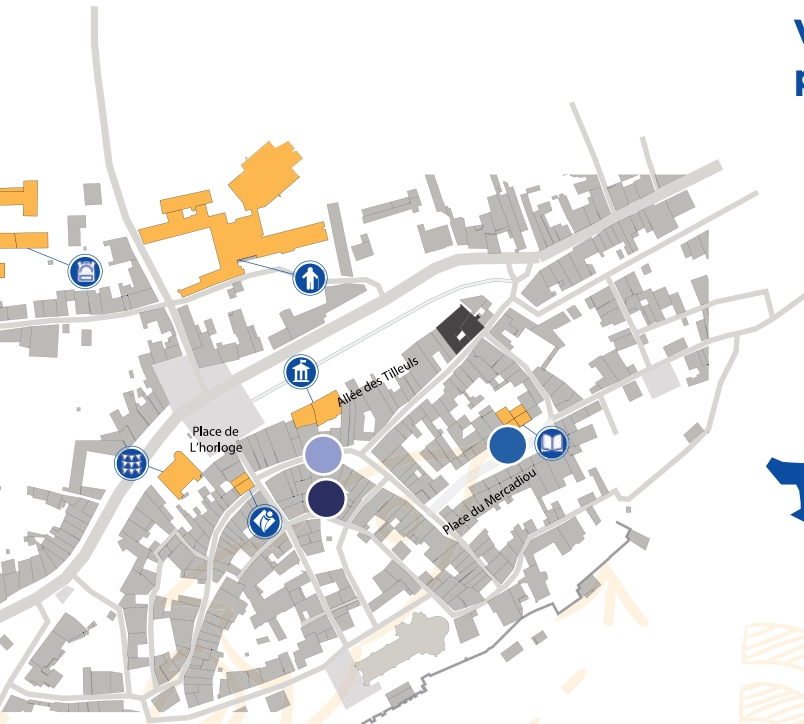 V
p
Allée des Tilleuls
Place de
L'horloge
Place du Mercadiou